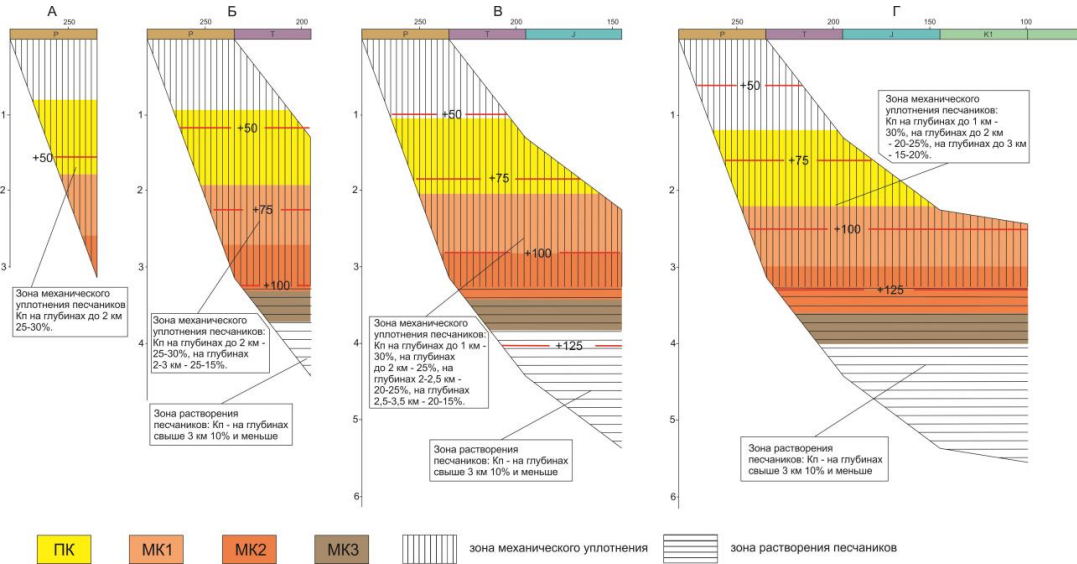 А
250
P
+50
1
2
3
Зона механического
уплотнения песчаников
Кп на глубинах до 2 км
25-30%.
Б
250
200
P
T
+50
+75
+100
1
2
3
4
Зона механического
уплотнения песчаников:
Кп на глубинах до 2 км -
25-30%, на глубинах
2-3 км - 25-15%.
Зона растворения
песчаников: Кп - на глубинах
свыше 3 км 10% и меньше
В
250
200
150
P
T
J
+50
+75
+100
+125
1
2
3
4
5
6
Зона механического
уплотнения песчаников:
Кп на глубинах до 1 км -
30%, на глубинах
до 2 км - 25%, на
глубинах 2-2,5 км -
20-25%, на глубинах
2,5-3,5 км - 20-15%.
Зона растворения
песчаников: Кп - на глубинах
свыше 3 км 10% и меньше
Г
250
200
150
100
P
T
J
K1
+50
+75
+100
+125
1
2
3
4
5
6
Зона механического
уплотнения песчаников:
Кп на глубинах до 1 км -
30%, на глубинах до 2 км
- 20-25%, на глубинах до 3 км
- 15-20%.
Зона растворения
песчаников: Кп - на глубинах
свыше 3 км 10% и меньше
ПК
МК1
МК2
МК3
зона механического уплотнения
зона растворения песчаников